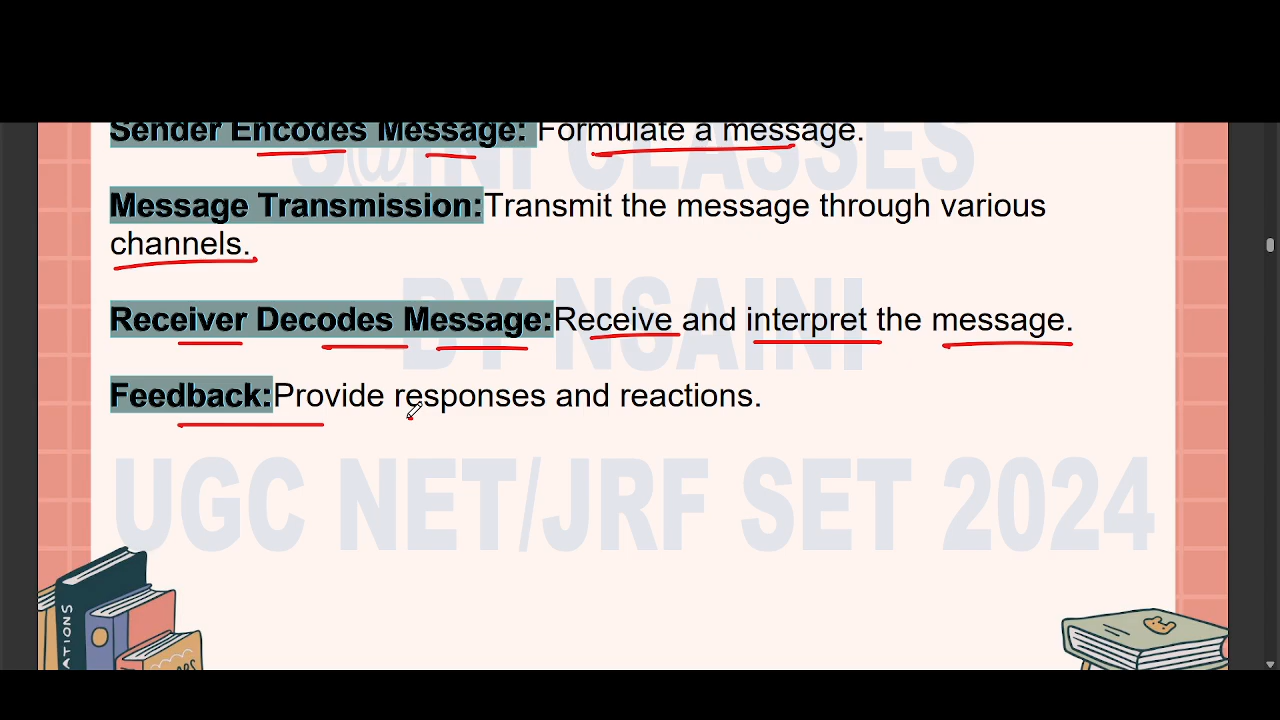 Sender Encodes Message: Formulate a message.
S@INI CLASSES
Message Transmission:Transmit the message through various
channels.
BY NSAINI
Receiver Decodes Message:Receive and interpret the message.
Feedback:Provide responses and reactions.
UGC NET/JRF SET 2024